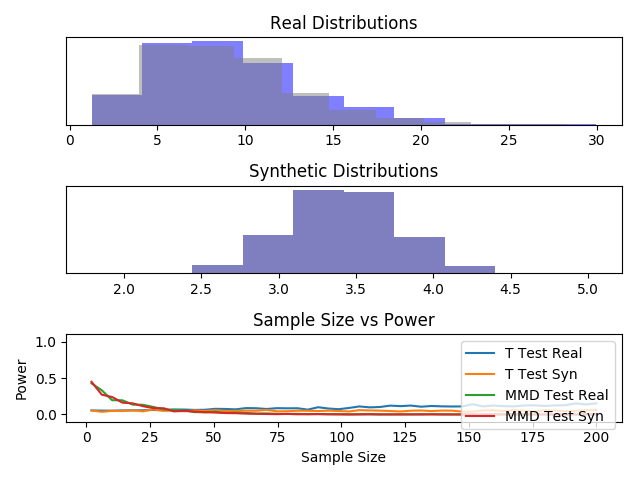 Real Distributions
0 5 10 15 20 25 30
Synthetic Distributions
2.0 2.5 3.0 3.5 4.0 4.5 5.0
Sample Size vs Power
Power
1.0
0.5
0.0
T Test Real
T Test Syn
MMD Test Real
MMD Test Syn
0 25 50 75 100 125 150 175 200
Sample Size